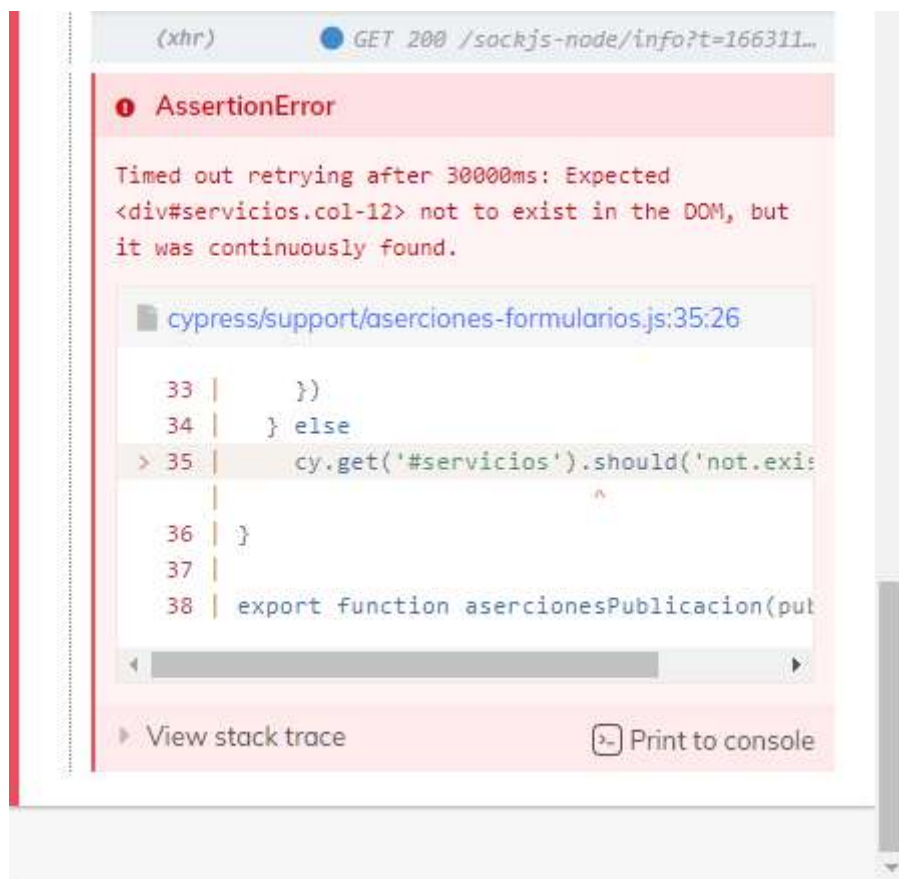 (xhr) GET 200 /sockjs-node/info?t=166311…
AssertionError
Timed out retrying after 30000ms: Expected
<div#servicios.col-12> not to exist in the DOM, but
it was continuously found.
cypress/support/aserciones-formularios.js:35:26
33 | })
34 | } else
> 35 | cy.get('#servicios').should('not.exis
| ^
36 | }
37 |
38 | export function asercionesPublicacion(pub
View stack trace Print to console